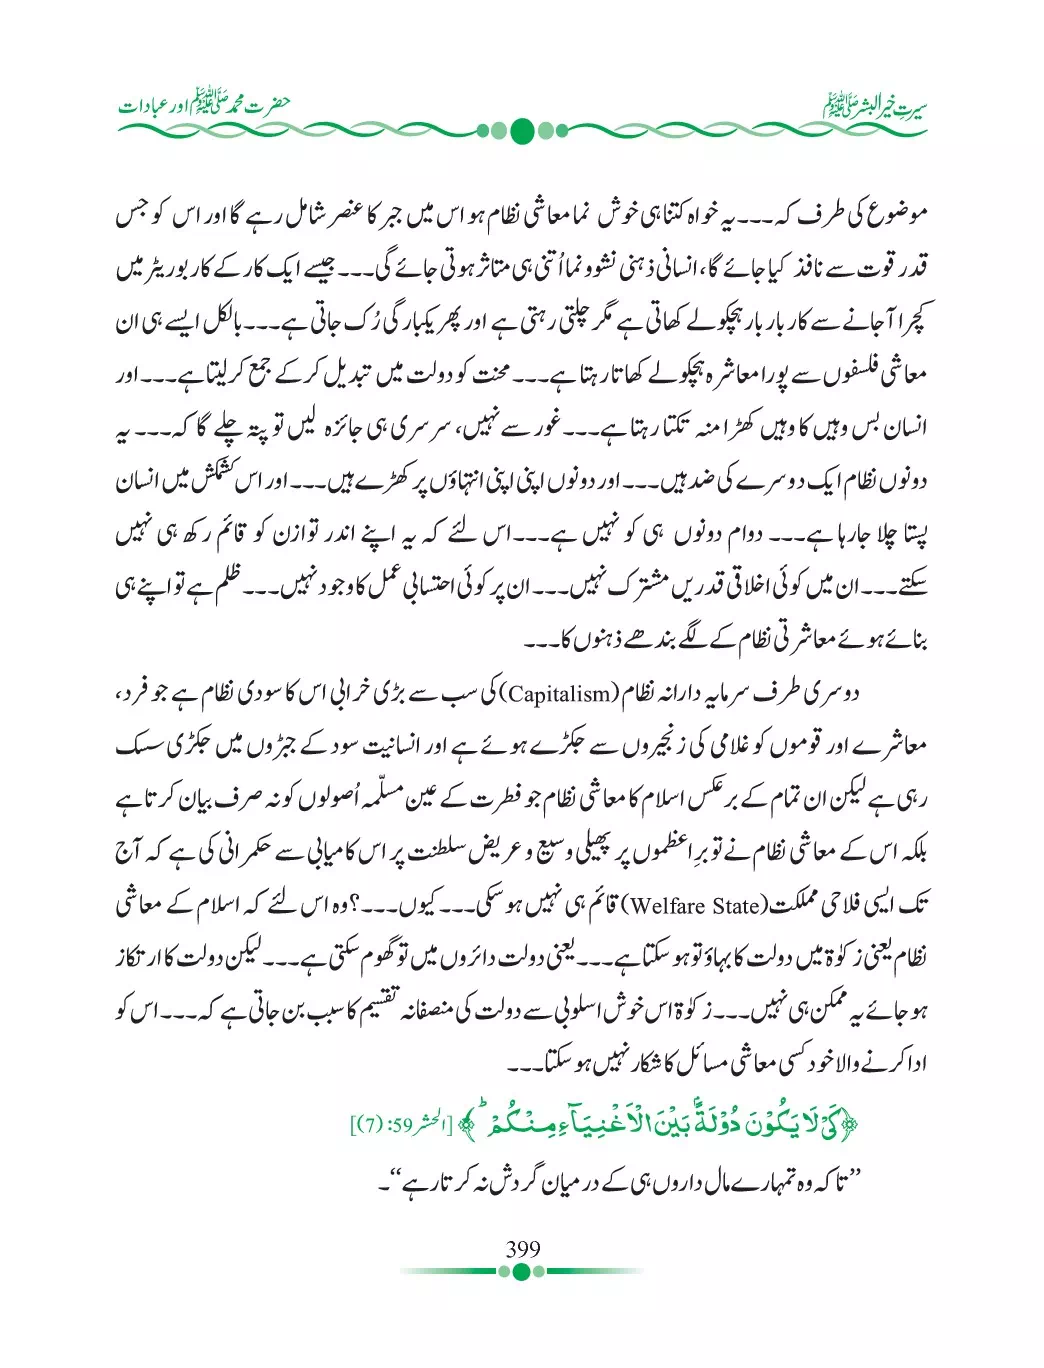 سیرتِ خیر البشر ﷺ
حضرت محمد ﷺ اور عبادات
موضوع کی طرف کہ۔۔۔یہ خواہ کتنا ہی خوش نما معاشی نظام ہو اس میں جبر کا عنصر شامل رہے گا اور اس کو جس
قدر قوت سے نافذ کیا جائے گا، انسانی ذہنی نشوونما اُتنی ہی متاثر ہوتی جائے گی۔۔۔جیسے ایک کار کے کاربوریٹر میں
کچرا آجانے سے کار بار بار ہچکولے کھاتی ہے مگر چلتی رہتی ہے اور پھر یکبارگی رُک جاتی ہے۔۔۔بالکل ایسے ہی ان
معاشی فلسفوں سے پورا معاشرہ ہچکولے کھاتا رہتا ہے۔۔۔محنت کو دولت میں تبدیل کرکے جمع کرلیتا ہے۔۔۔اور
انسان بس وہیں کا وہیں کھڑا منہ تکتا رہتا ہے۔۔۔غور سے نہیں، سرسری ہی جائزہ لیں تو پتہ چلے گا کہ۔۔۔ یہ
دونوں نظام ایک دوسرے کی ضد ہیں۔۔۔اور دونوں اپنی اپنی انتہاؤں پر کھڑے ہیں۔۔۔اور اس کشمکش میں انسان
پستا چلا جارہا ہے۔۔۔ دوام دونوں ہی کو نہیں ہے۔۔۔اس لئے کہ یہ اپنے اندر توازن کو قائم رکھ ہی نہیں
سکتے۔۔۔ان میں کوئی اخلاقی قدریں مشترک نہیں۔۔۔ان پر کوئی احتسابی عمل کا وجود نہیں۔۔۔ظلم ہے تو اپنے ہی
بنائے ہوئے معاشرتی نظام کے لگے بندھے ذہنوں کا۔۔۔
دوسری طرف سرمایہ دارانہ نظام (Capitalism) کی سب سے بڑی خرابی اس کا سودی نظام ہے جو فرد،
معاشرے اور قوموں کو غلامی کی زنجیروں سے جکڑے ہوئے ہے اور انسانیت سود کے جبڑوں میں جکڑی سسک
رہی ہے لیکن ان تمام کے برعکس اسلام کا معاشی نظام جو فطرت کے عین مسلّمہ اُصولوں کو نہ صرف بیان کرتا ہے
بلکہ اس کے معاشی نظام نے تو برِاعظموں پر پھیلی وسیع و عریض سلطنت پر اس کامیابی سے حکمرانی کی ہے کہ آج
تک ایسی فلاحی مملکت (Welfare State) قائم ہی نہیں ہو سکی۔۔۔کیوں۔۔۔؟وہ اس لئے کہ اسلام کے معاشی
نظام یعنی زکوٰۃ میں دولت کا بہاؤ تو ہو سکتا ہے۔۔۔یعنی دولت دائروں میں تو گھوم سکتی ہے۔۔۔لیکن دولت کا ارتکاز
ہو جائے یہ ممکن ہی نہیں۔۔۔زکوٰۃ اس خوش اسلوبی سے دولت کی منصفانہ تقسیم کا سبب بن جاتی ہے کہ۔۔۔اس کو
ادا کرنے والا خود کسی معاشی مسائل کا شکار نہیں ہو سکتا۔۔۔
﴿كَىْ لَا يَكُوْنَ دُوْلَةًۢ بَيْنَ الْاَغْنِيَآءِ مِنْكُمْ ؕ﴾ [الحشر 59: (7)]
’’تاکہ وہ تمہارے مال داروں ہی کے درمیان گردش نہ کرتا رہے‘‘۔
399